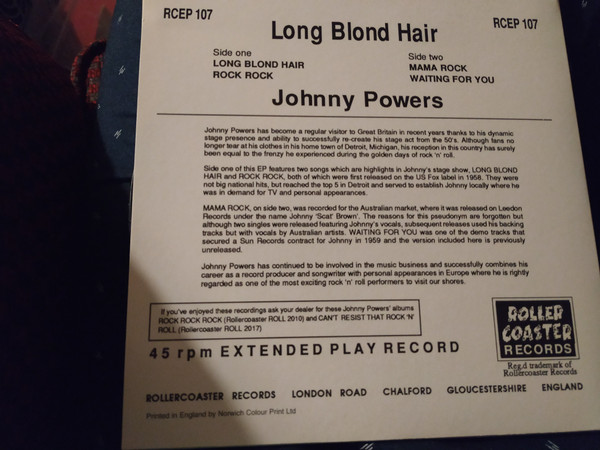 RCEP 107
RCEP 107
Long Blond Hair
Side one
LONG BLOND HAIR
ROCK ROCK
Side two
MAMA ROCK
WAITING FOR YOU
Johnny Powers
Johnny Powers has become a regular visitor to Great Britain in recent years thanks to his dynamic
stage presence and ability to successfully re-create his stage act from the 50's. Although fans no
longer tear at his clothes in his home town of Detroit, Michigan, his reception in this country has surely
been equal to the frenzy he experienced during the golden days of rock 'n' roll.
Side one of this EP features two songs which are highlights in Johnny's stage show, LONG BLOND
HAIR and ROCK ROCK, both of which were first released on the US Fox label in 1958. They were
not big national hits, but reached the top 5 in Detroit and served to establish Johnny locally where he
was in demand for TV and personal appearances.
MAMA ROCK, on side two, was recorded for the Australian market, where it was released on Leedon
Records under the name Johnny 'Scat' Brown'. The reasons for this pseudonym are forgotten but
although two singles were released featuring Johnny's vocals, subsequent releases used his backing
tracks but with vocals by Australian artists. WAITING FOR YOU was one of the demo tracks that
secured a Sun Records contract for Johnny in 1959 and the version included here is previously
unreleased.
Johnny Powers has continued to be involved in the music business and successfully combines his
career as a record producer and songwriter with personal appearances in Europe where he is rightly
regarded as one of the most exciting rock 'n' roll performers to visit our shores.
If you've enjoyed these recordings ask your dealer for these Johnny Powers' albums
ROCK ROCK ROCK (Rollercoaster ROLL 2010) and CAN'T RESIST THAT ROCK 'N'
ROLL (Rollercoaster ROLL 2017)
45 rpm EXTENDED PLAY RECORD
ROLLER
COASTER
RECORDS
Reg.d trademark of
Rollercoaster Records
ROLLERCOASTER RECORDS LONDON ROAD CHALFORD GLOUCESTERSHIRE ENGLAND
Printed in England by Norwich Colour Print Ltd